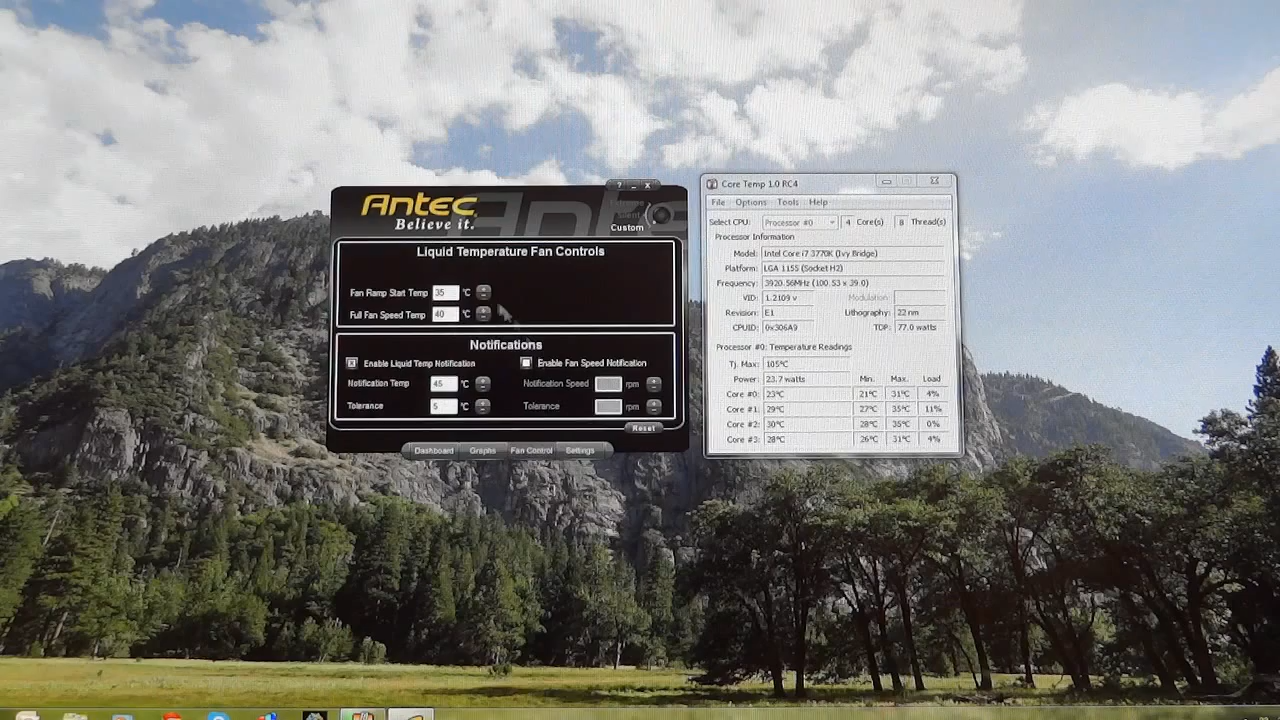 Antec
Believe it.
? _ X
Silent
Custom
Liquid Temperature Fan Controls
Fan Ramp Start Temp 35 °C
Full Fan Speed Temp 40 °C
Notifications
Enable Liquid Temp Notification
Enable Fan Speed Notification
Notification Temp 45 °C
Notification Speed rpm
Tolerance 5 °C
Tolerance rpm
Reset
Dashboard Graphs Fan Control Settings
Core Temp 1.0 RC4
File Options Tools Help
Select CPU: Processor #0 4 Core(s) 8 Thread(s)
Processor Information
Model: Intel Core i7 3770K (Ivy Bridge)
Platform: LGA 1155 (Socket H2)
Frequency: 3920.56MHz (100.53 x 39.0)
VID: 1.2109 v Modulation:
Revision: E1 Lithography: 22 nm
CPUID: 0x306A9 TDP: 77.0 watts
Processor #0: Temperature Readings
Tj. Max: 105°C
Power: 23.7 watts Min. Max. Load
Core #0: 23°C 21°C 31°C 4%
Core #1: 29°C 27°C 35°C 11%
Core #2: 30°C 28°C 35°C 0%
Core #3: 28°C 26°C 31°C 4%